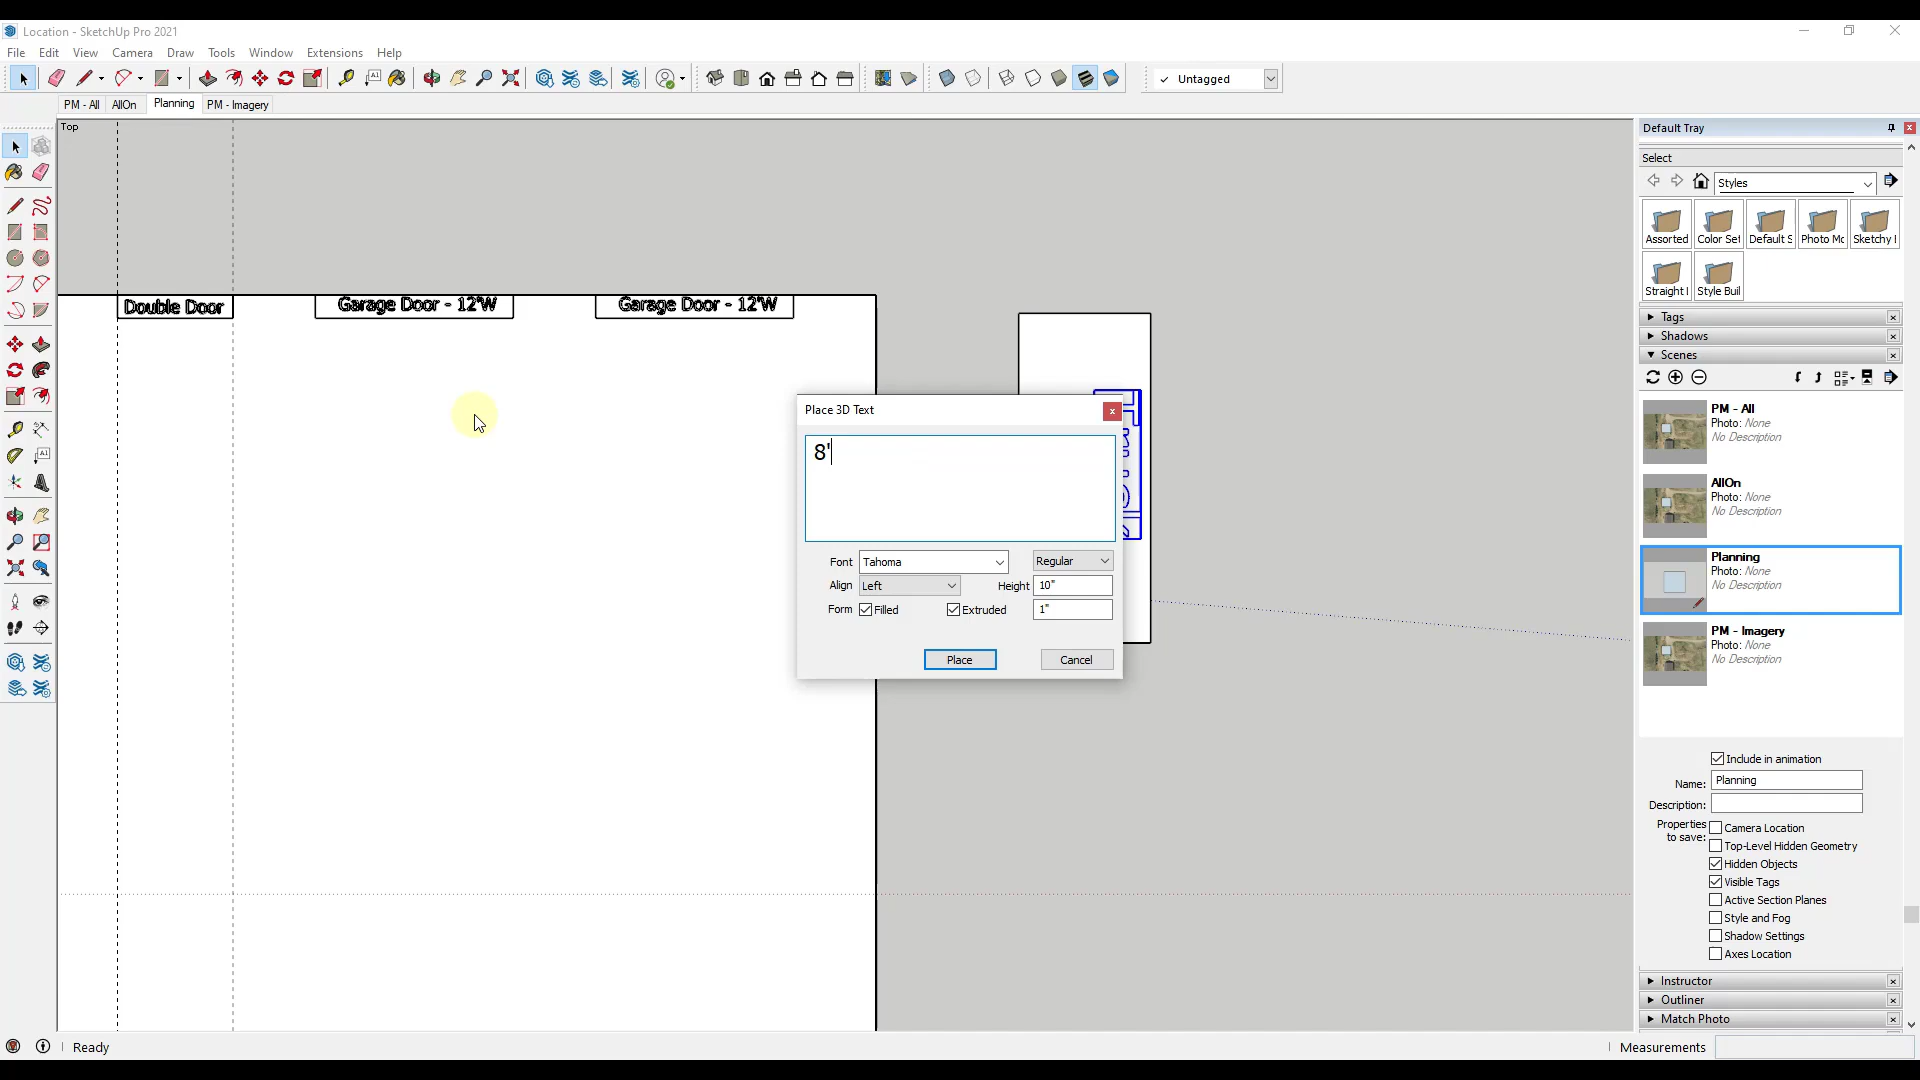 Location - SketchUp Pro 2021
File Edit View Camera Draw Tools Window Extensions Help
Untagged
PM - All AllOn Planning PM - Imagery
Top
Double Door
Garage Door - 12'W
Garage Door - 12'W
Place 3D Text
8'
Font Tahoma Regular
Align Left Height 10"
Form Filled Extruded 1"
Place Cancel
Default Tray
Select
Styles
Assorted Color Set Default S Photo Mo Sketchy I
Straight l Style Buil
Tags
Shadows
Scenes
PM - All
Photo: None
No Description
AllOn
Photo: None
No Description
Planning
Photo: None
No Description
PM - Imagery
Photo: None
No Description
Include in animation
Name: Planning
Description:
Properties to save:
Camera Location
Top-Level Hidden Geometry
Hidden Objects
Visible Tags
Active Section Planes
Style and Fog
Shadow Settings
Axes Location
Instructor
Outliner
Match Photo
Ready
Measurements